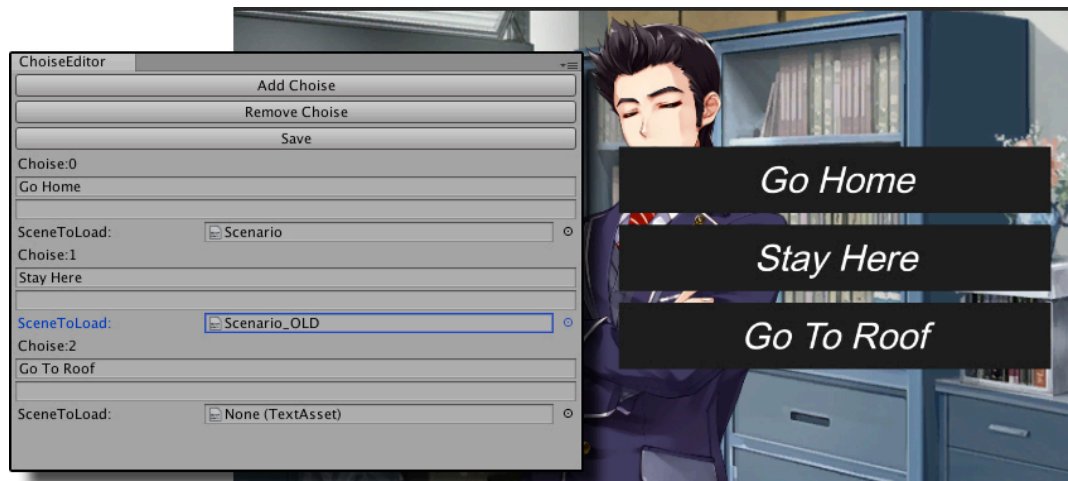 ChoiseEditor
Add Choise
Remove Choise
Save
Choise:0
Go Home
SceneToLoad: Scenario
Choise:1
Stay Here
SceneToLoad: Scenario_OLD
Choise:2
Go To Roof
SceneToLoad: None (TextAsset)
Go Home
Stay Here
Go To Roof